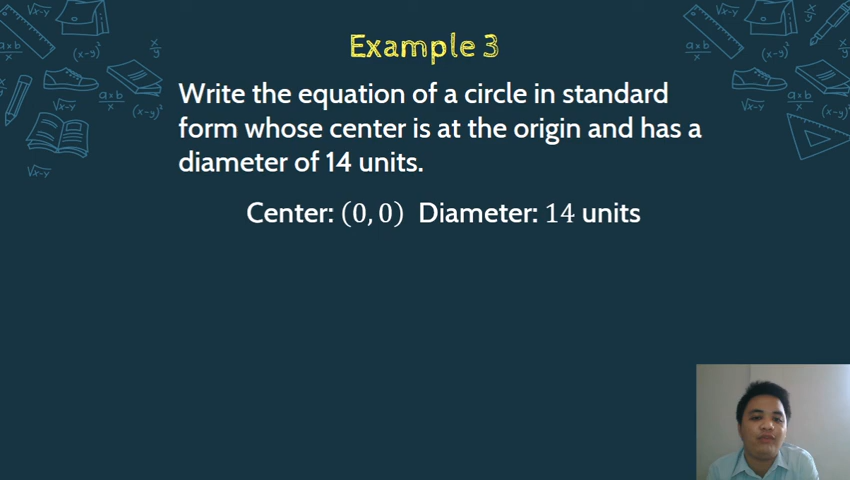 Example 3
Write the equation of a circle in standard
form whose center is at the origin and has a
diameter of 14 units.
Center: (0, 0) Diameter: 14 units